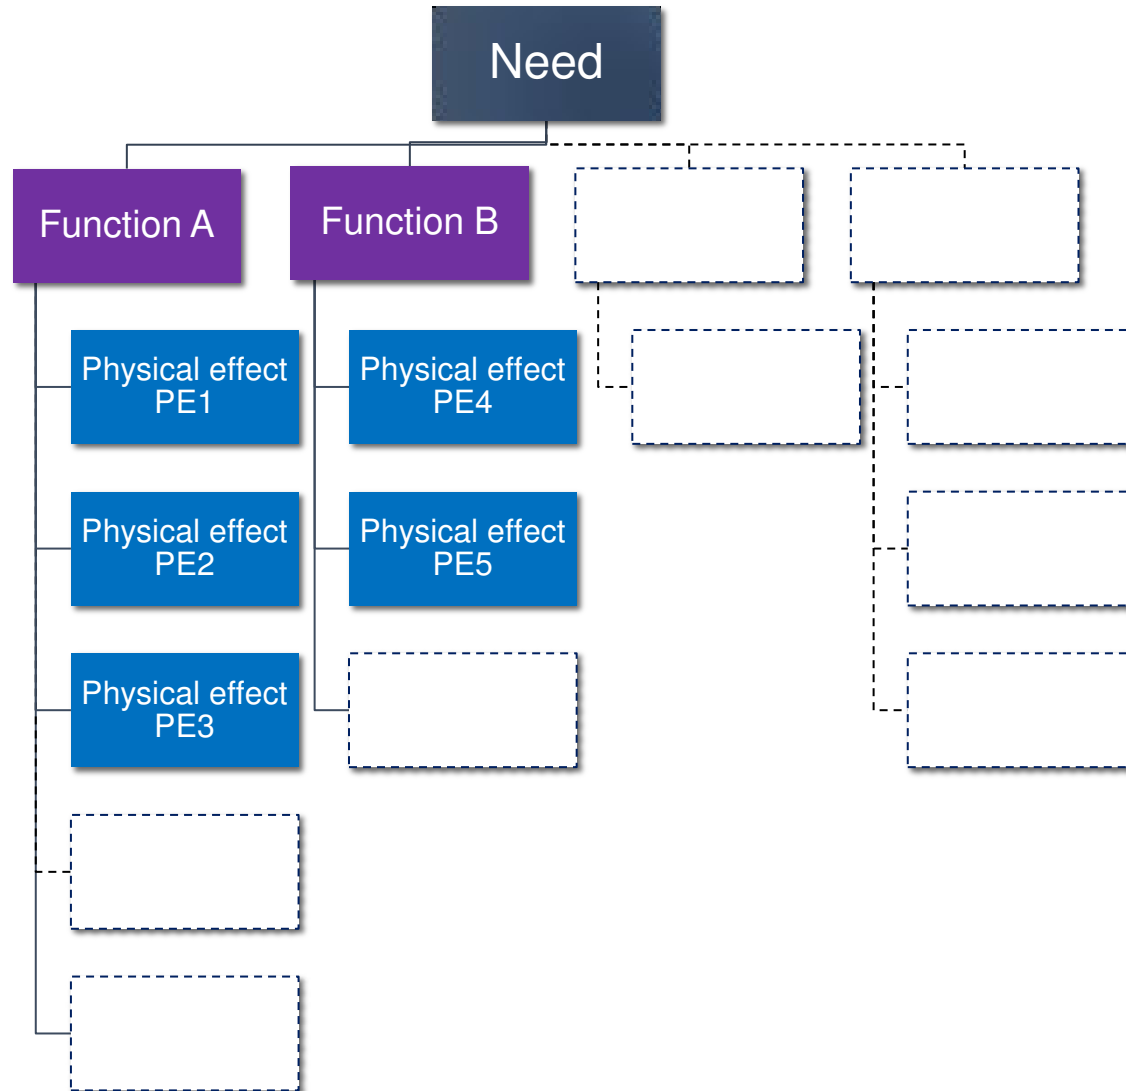 Need
Function A
Function B
Physical effect
PE1
Physical effect
PE4
Physical effect
PE2
Physical effect
PE5
Physical effect
PE3